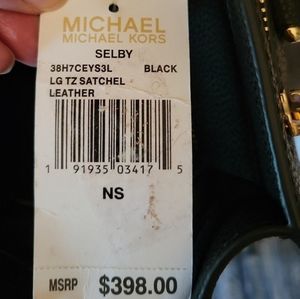 MICHAEL
MICHAEL KORS
SELBY
38H7CEYS3L BLACK
LG TZ SATCHEL
LEATHER
1 91935 03417 5
NS
MSRP $398.00